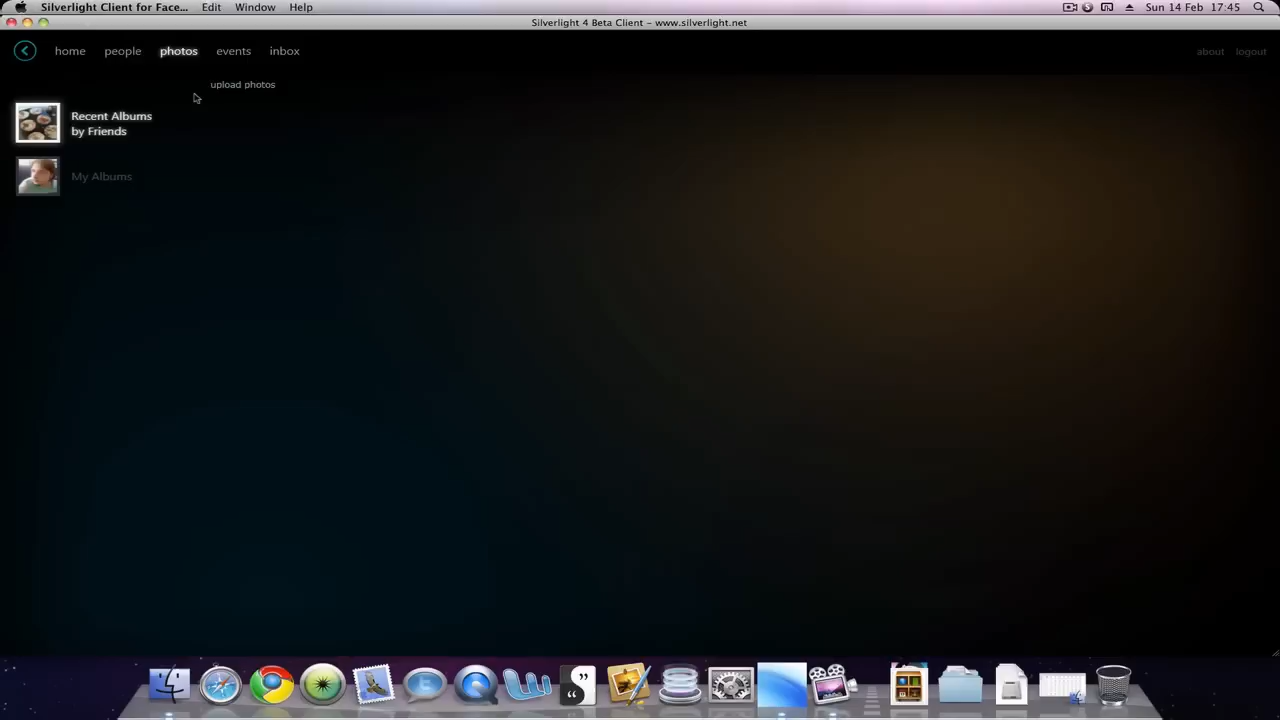 Silverlight Client for Face... Edit Window Help Sun 14 Feb 17:45
Silverlight 4 Beta Client – www.silverlight.net
home people photos events inbox about logout
upload photos
Recent Albums
by Friends
My Albums